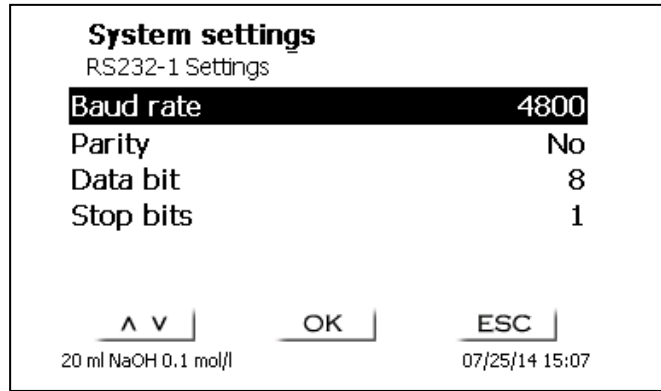 System settings
RS232-1 Settings
Baud rate 4800
Parity No
Data bit 8
Stop bits 1
∧ ∨ OK ESC
20 ml NaOH 0.1 mol/l 07/25/14 15:07